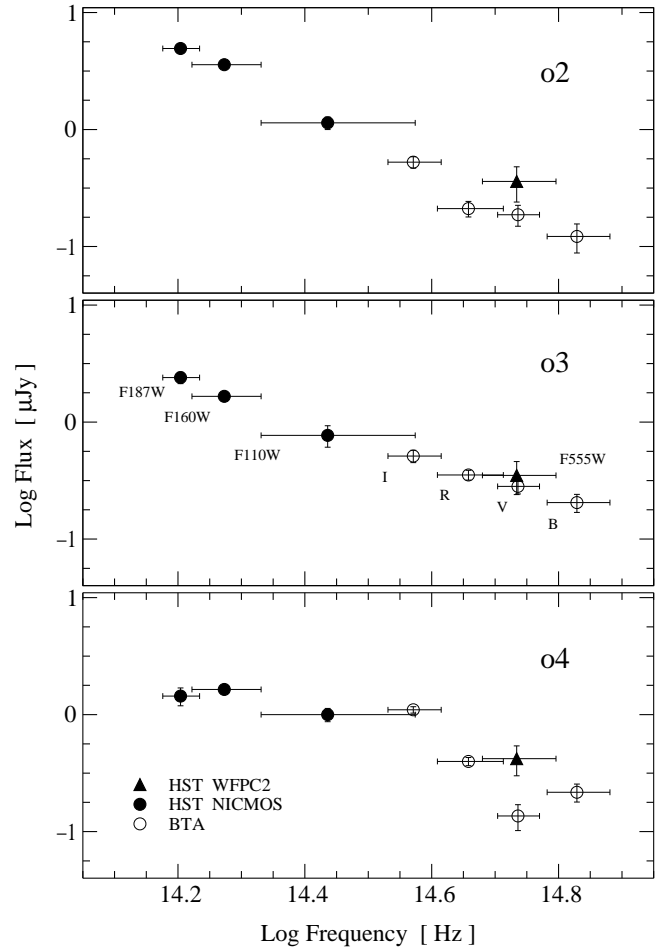 1
0
−1
o2
1
0
−1
o3
F187W
F160W
F110W
I
R
V
B
F555W
1
0
−1
o4
HST WFPC2
HST NICMOS
BTA
14.2 14.4 14.6 14.8
Log Frequency [ Hz ]
Log Flux [ μJy ]